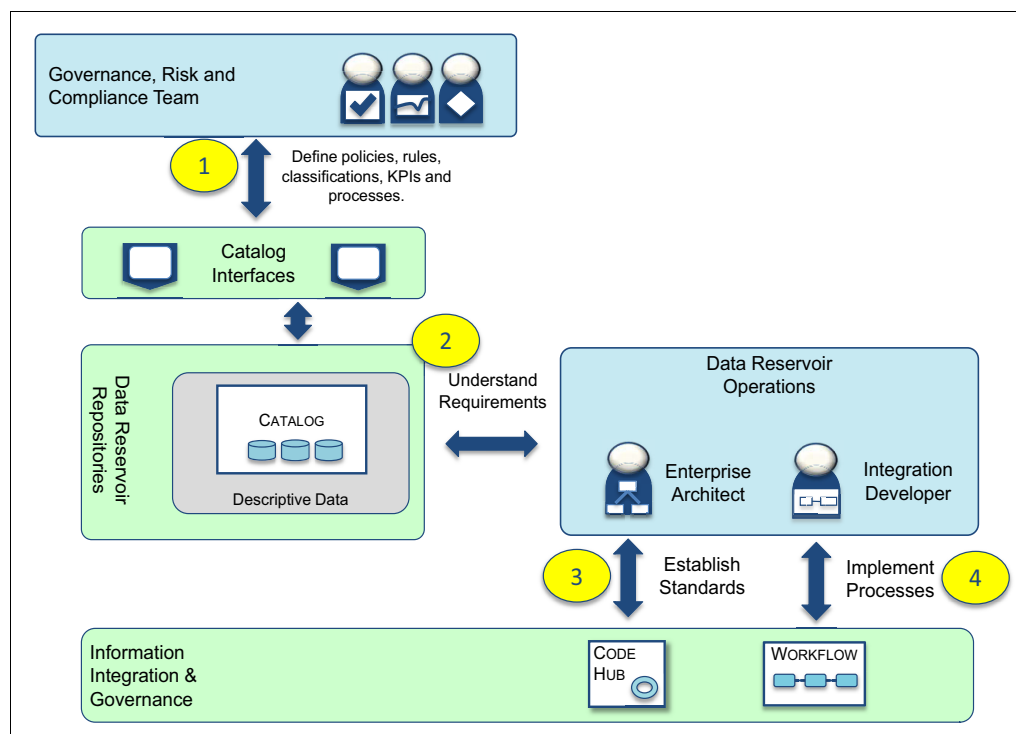 Governance, Risk and
Compliance Team
1
Define policies, rules,
classifications, KPIs and
processes.
Catalog
Interfaces
2
Data Reservoir
Repositories
CATALOG
Descriptive Data
Understand
Requirements
Data Reservoir
Operations
Enterprise
Architect
Integration
Developer
3
Establish
Standards
Implement
Processes
4
Information
Integration &
Governance
CODE
HUB
WORKFLOW